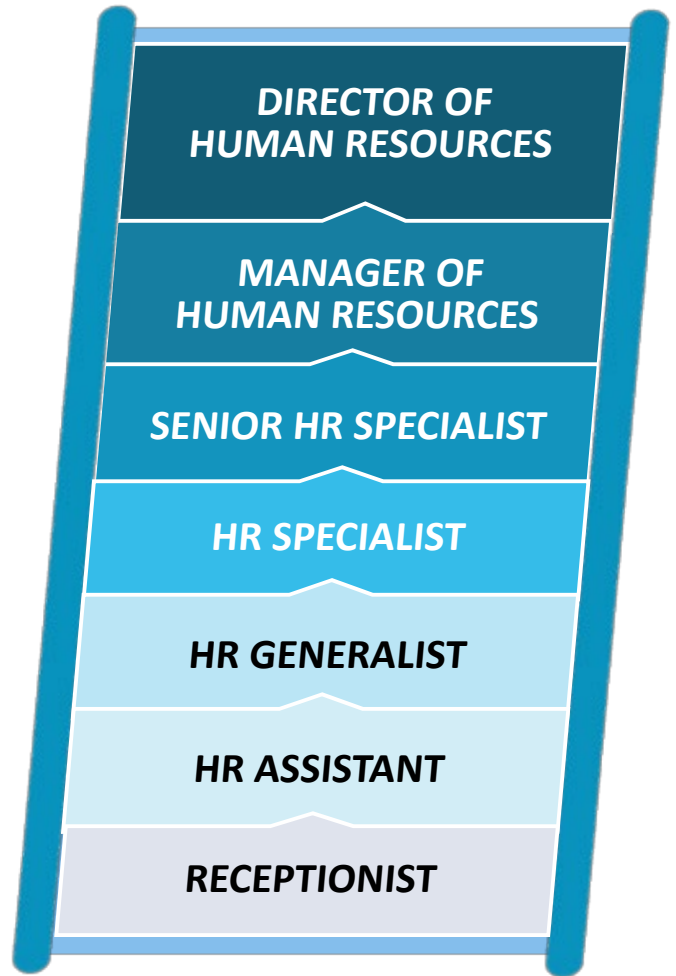 DIRECTOR OF
HUMAN RESOURCES
MANAGER OF
HUMAN RESOURCES
SENIOR HR SPECIALIST
HR SPECIALIST
HR GENERALIST
HR ASSISTANT
RECEPTIONIST